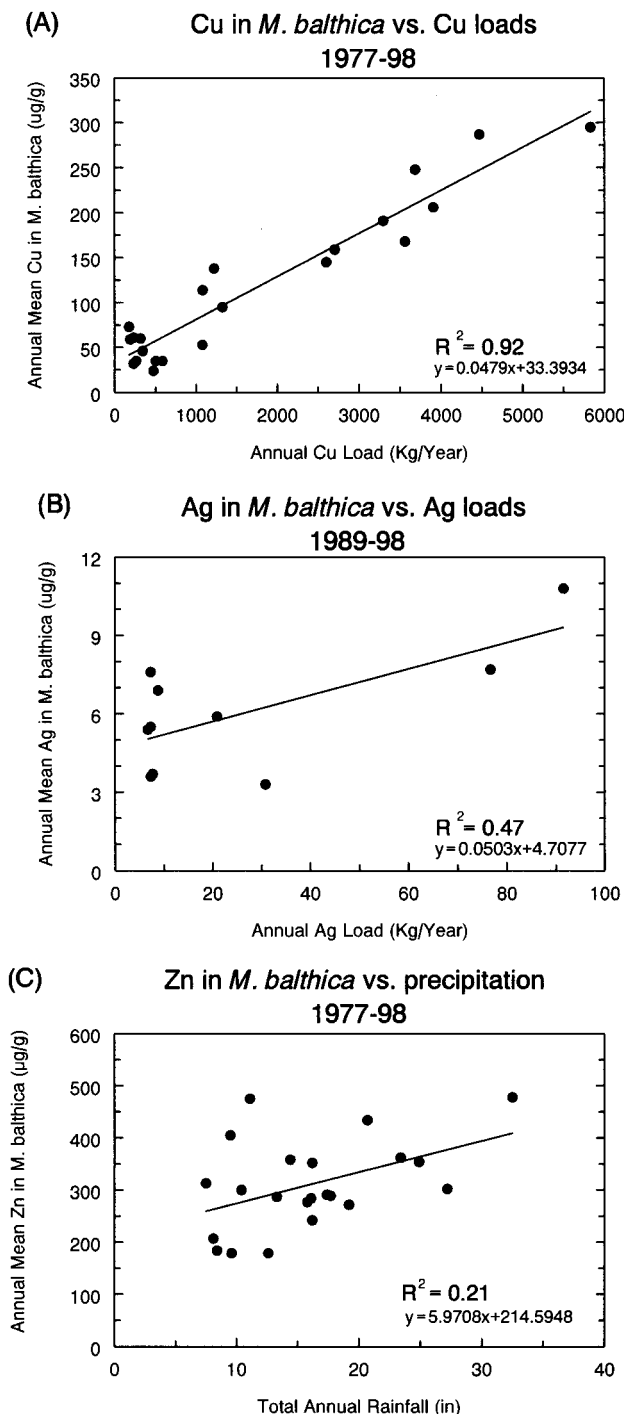 (A)
Cu in M. balthica vs. Cu loads
1977-98
Annual Mean Cu in M. balthica (ug/g)
350
300
250
200
150
100
50
0
0 1000 2000 3000 4000 5000 6000
R 2 = 0.92
y=0.0479x+33.3934
Annual Cu Load (Kg/Year)
(B)
Ag in M. balthica vs. Ag loads
1989-98
Annual Mean Ag in M. balthica (ug/g)
12
9
6
3
0
0 20 40 60 80 100
R 2 = 0.47
y=0.0503x+4.7077
Annual Ag Load (Kg/Year)
(C)
Zn in M. balthica vs. precipitation
1977-98
Annual Mean Zn in M. balthica (µg/g)
600
500
400
300
200
100
0
0 10 20 30 40
R2 = 0.21
y=5.9708x+214.5948
Total Annual Rainfall (in)